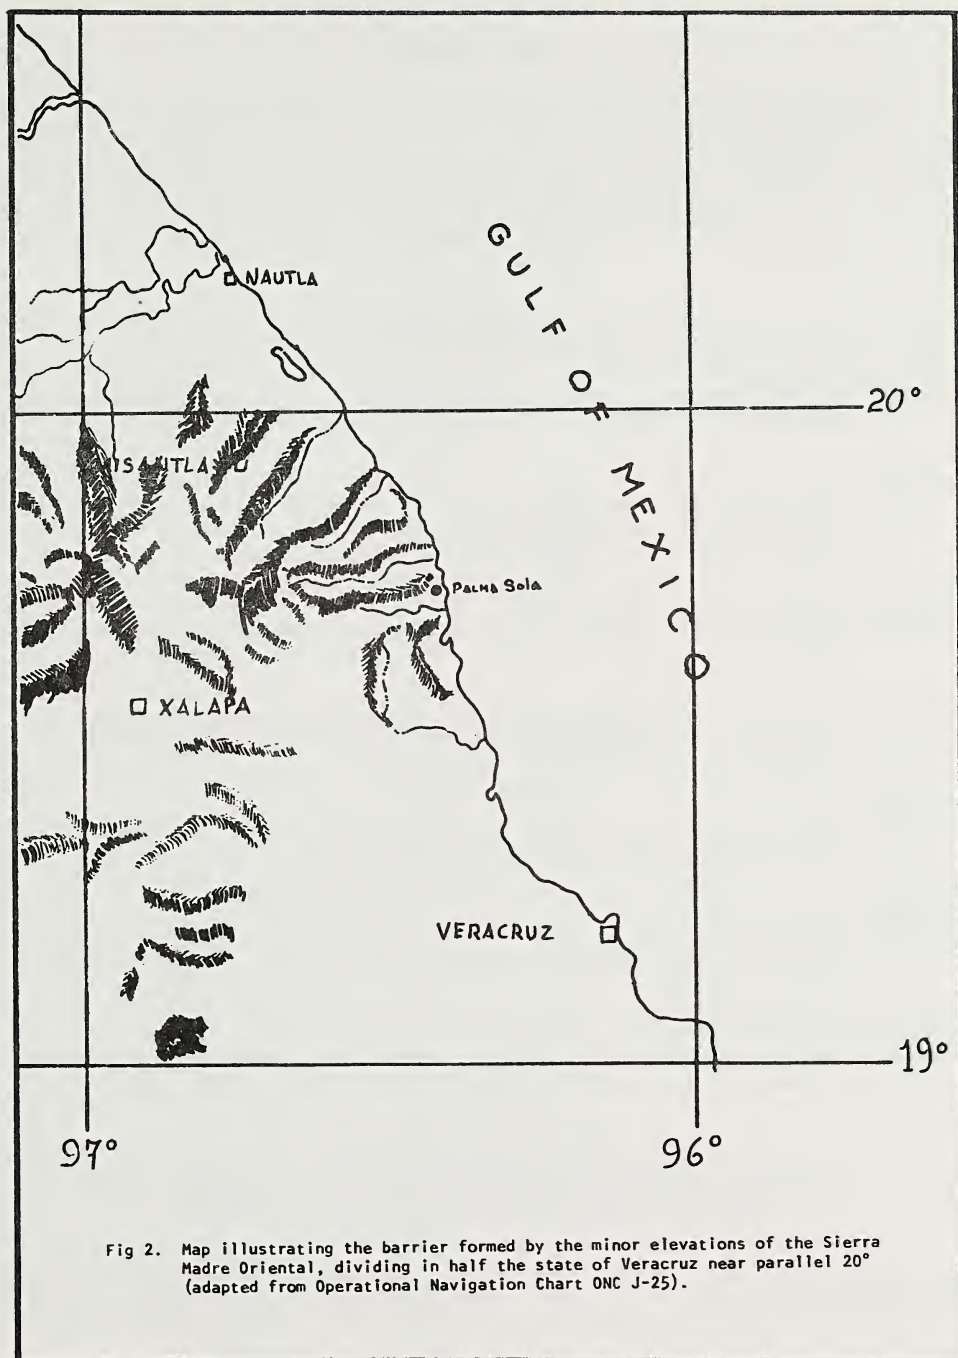 NAUTLA
GULF OF MEXICO
20°
MISANTLA
PALMA SOLA
XALAPA
VERACRUZ
19°
97°
96°
Fig 2. Map illustrating the barrier formed by the minor elevations of the Sierra
Madre Oriental, dividing in half the state of Veracruz near parallel 20°
(adapted from Operational Navigation Chart ONC J-25).